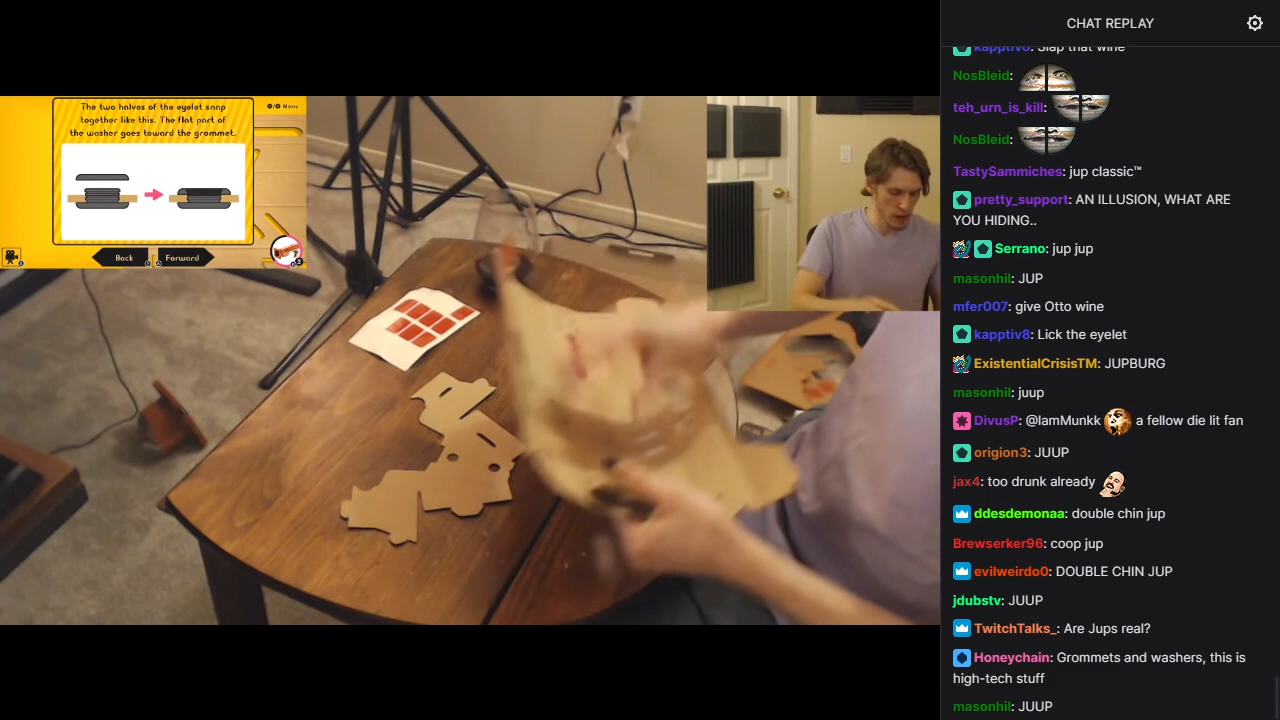 The two halves of the eyelet snap
together like this. The flat part of
the washer goes toward the grommet.
Menu
Back
Forward
CHAT REPLAY
kapptiv8: Slap that wine
NosBleid:
teh_urn_is_kill:
NosBleid:
TastySammiches: jup classic™
pretty_support: AN ILLUSION, WHAT ARE
YOU HIDING..
Serrano: jup jup
masonhil: JUP
mfer007: give Otto wine
kapptiv8: Lick the eyelet
ExistentialCrisisTM: JUPBURG
masonhil: juup
DivusP: @IamMunkk a fellow die lit fan
origion3: JUUP
jax4: too drunk already
ddesdemonaa: double chin jup
Brewserker96: coop jup
evilweirdo0: DOUBLE CHIN JUP
jdubstv: JUUP
TwitchTalks_: Are Jups real?
Honeychain: Grommets and washers, this is
high-tech stuff
masonhil: JUUP